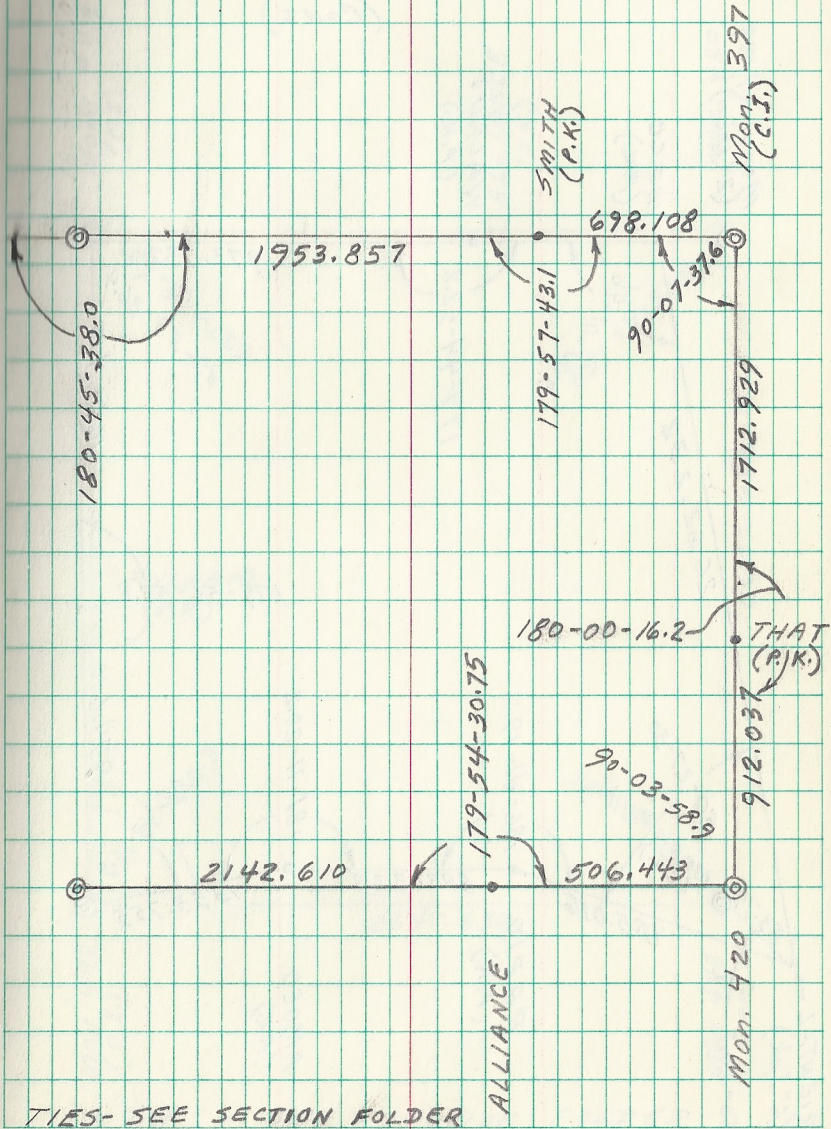 Mon. 397
(C.I.)
SMITH
(P.K.)
698.108
1953.857
90-07-37.6
179-57-43.1
180-45-38.0
1712.929
180-00-16.2
THAT
(P.K.)
912.037
179-54-30.75
90-03-58.9
2142.610
506.443
ALLIANCE
Mon. 420
TIES- SEE SECTION FOLDER